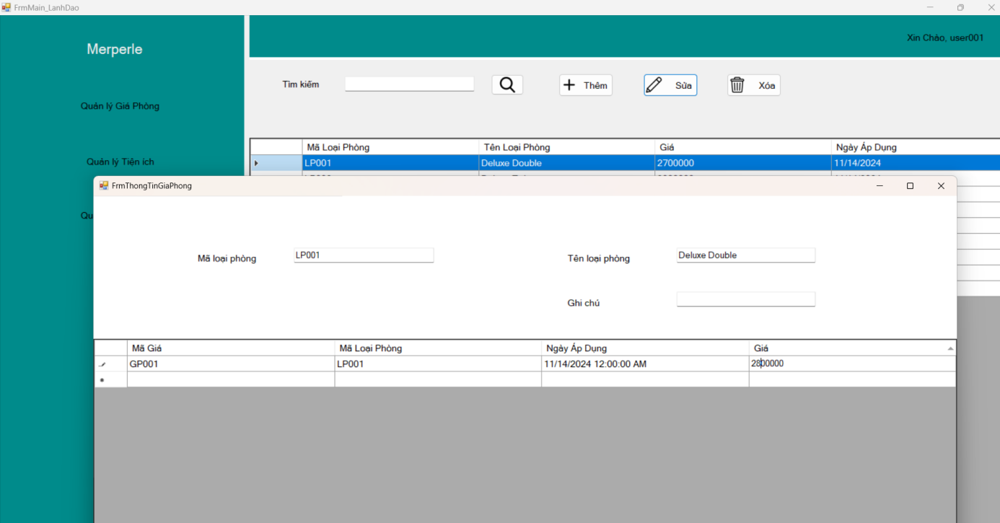 FrmMain_LanhDao
Merperle
Xin Chào, user001
Tìm kiếm
Thêm
Sửa
Xóa
Quản lý Giá Phòng
Quản lý Tiện ích
Qu
Mã Loại Phòng Tên Loại Phòng Giá Ngày Áp Dụng
LP001 Deluxe Double 2700000 11/14/2024
FrmThongTinGiaPhong
Mã loại phòng LP001 Tên loại phòng Deluxe Double
Ghi chú
Mã Giá Mã Loại Phòng Ngày Áp Dụng Giá
GP001 LP001 11/14/2024 12:00:00 AM 2800000